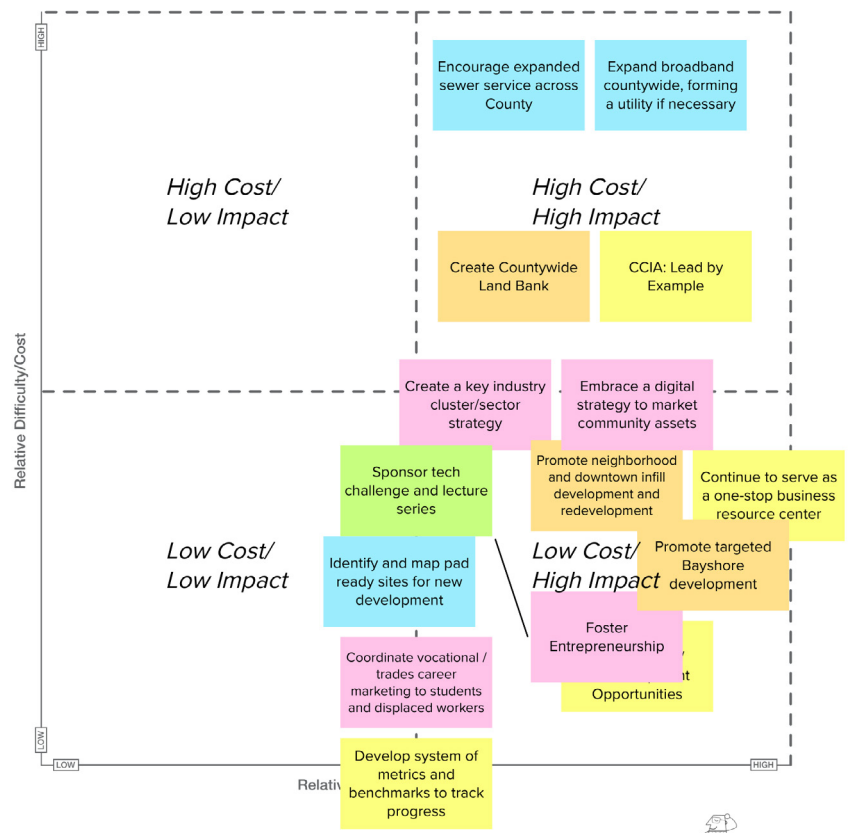 HIGH
Encourage expanded
sewer service across
County
Expand broadband
countywide, forming
a utility if necessary
High Cost/
Low Impact
High Cost/
High Impact
Create Countywide
Land Bank
CCIA: Lead by
Example
Relative Difficulty/Cost
Create a key industry
cluster/sector
strategy
Embrace a digital
strategy to market
community assets
Sponsor tech
challenge and lecture
series
Promote neighborhood
and downtown infill
development and
redevelopment
Continue to serve as
a one-stop business
resource center
Low Cost/
Low Impact
Low Cost/
High Impact
Identify and map pad
ready sites for new
development
Promote targeted
Bayshore
development
Foster
Entrepreneurship
Opportunities
Coordinate vocational /
trades career
marketing to students
and displaced workers
LOW
LOW
HIGH
Relative
Develop system of
metrics and
benchmarks to track
progress